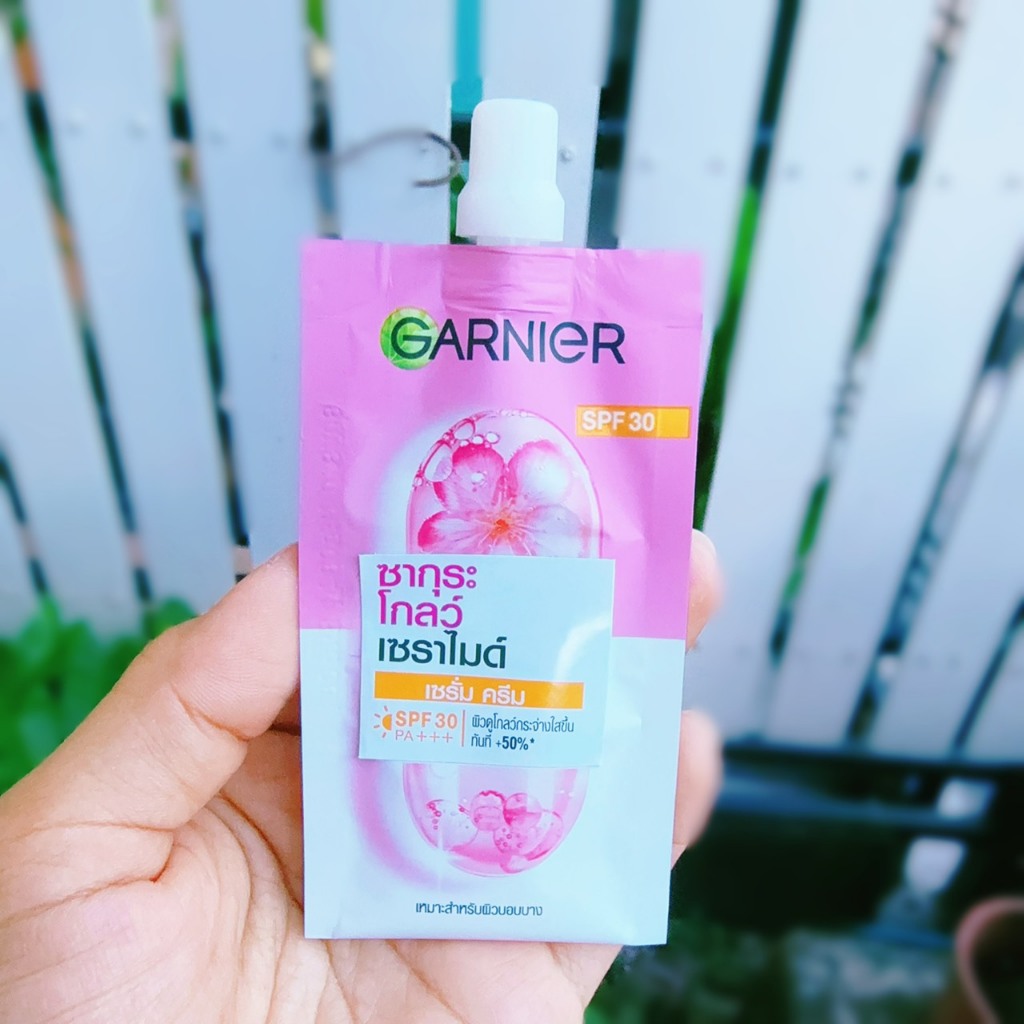 GARNIER
SPF 30
ซากุระ
โกลว์
เซราไมด์
เซรั่ม ครีม
SPF 30
PA+++
ผิวดูโกลว์กระจ่างใสขึ้น
ทันที +50%*
เหมาะสำหรับผิวบอบบาง